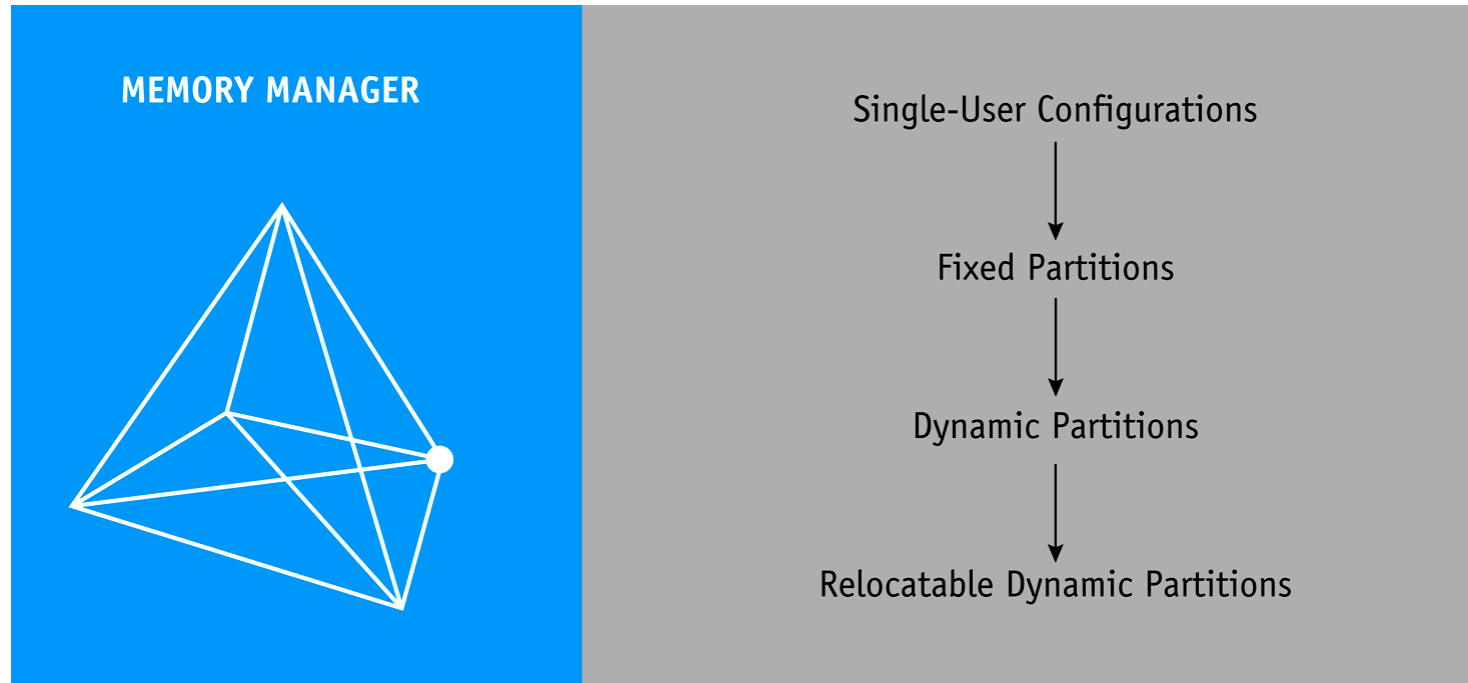 MEMORY MANAGER
Single-User Configurations
Fixed Partitions
Dynamic Partitions
Relocatable Dynamic Partitions